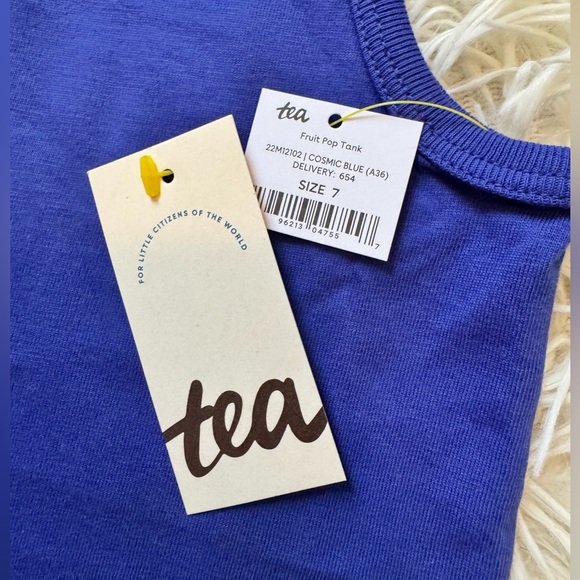 tea
Fruit Pop Tank
22M12102 | COSMIC BLUE (A36)
DELIVERY: 654
SIZE 7
96213 04755 7
FOR LITTLE CITIZENS OF THE WORLD
tea